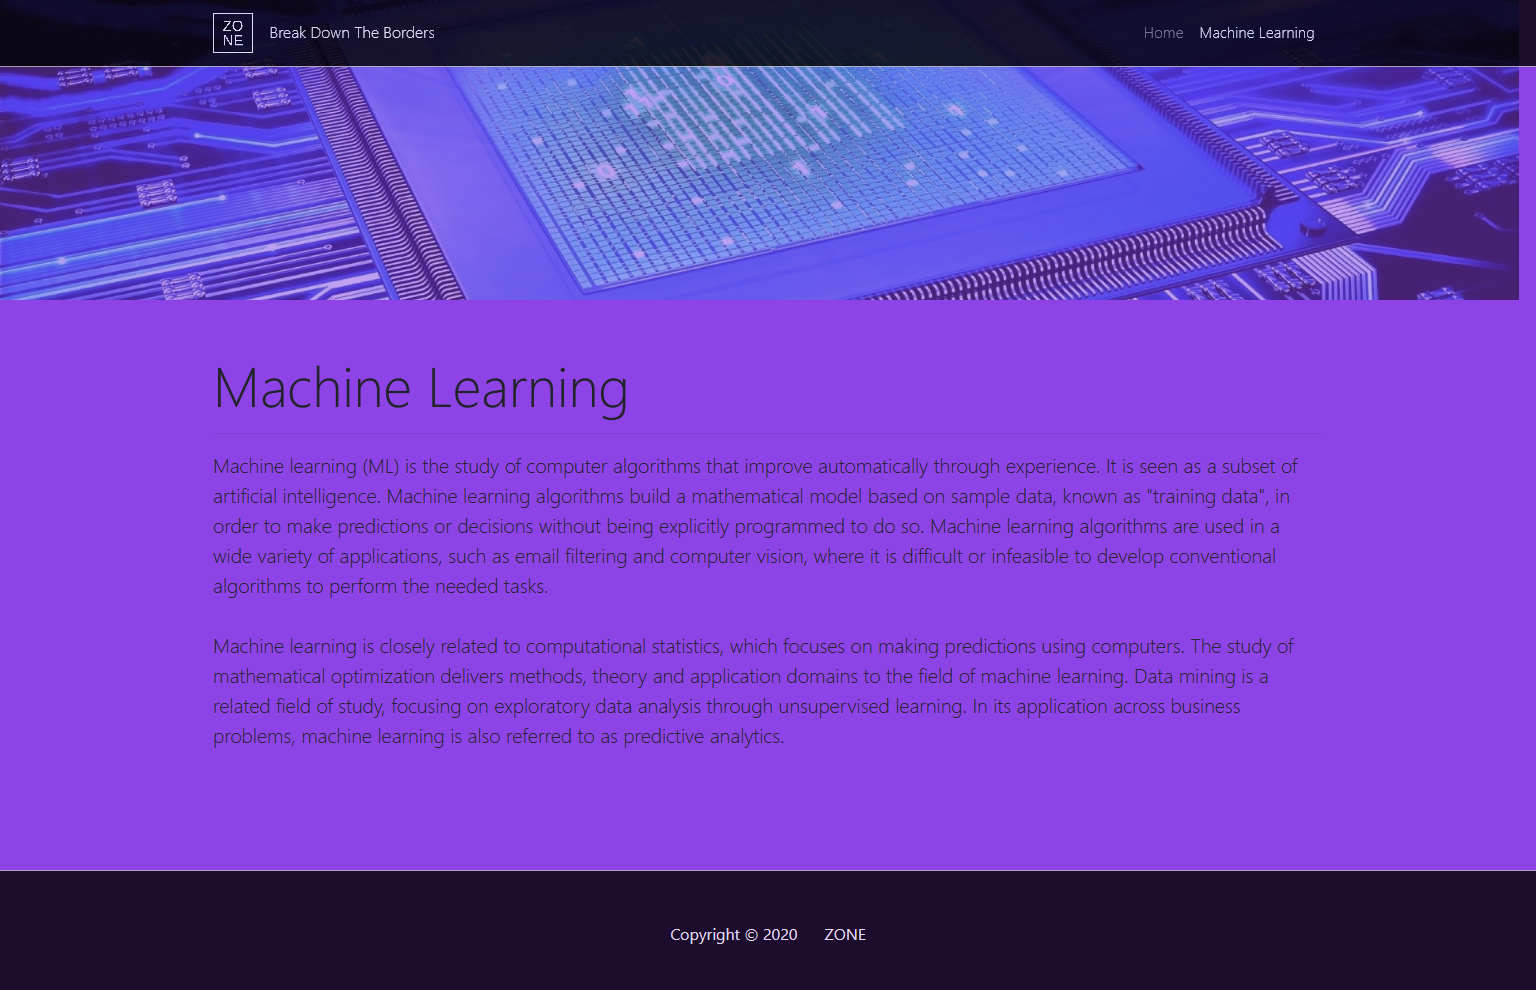 ZO
NE
Break Down The Borders
Home
Machine Learning
Machine Learning
Machine learning (ML) is the study of computer algorithms that improve automatically through experience. It is seen as a subset of
artificial intelligence. Machine learning algorithms build a mathematical model based on sample data, known as "training data", in
order to make predictions or decisions without being explicitly programmed to do so. Machine learning algorithms are used in a
wide variety of applications, such as email filtering and computer vision, where it is difficult or infeasible to develop conventional
algorithms to perform the needed tasks.
Machine learning is closely related to computational statistics, which focuses on making predictions using computers. The study of
mathematical optimization delivers methods, theory and application domains to the field of machine learning. Data mining is a
related field of study, focusing on exploratory data analysis through unsupervised learning. In its application across business
problems, machine learning is also referred to as predictive analytics.
Copyright © 2020 ZONE